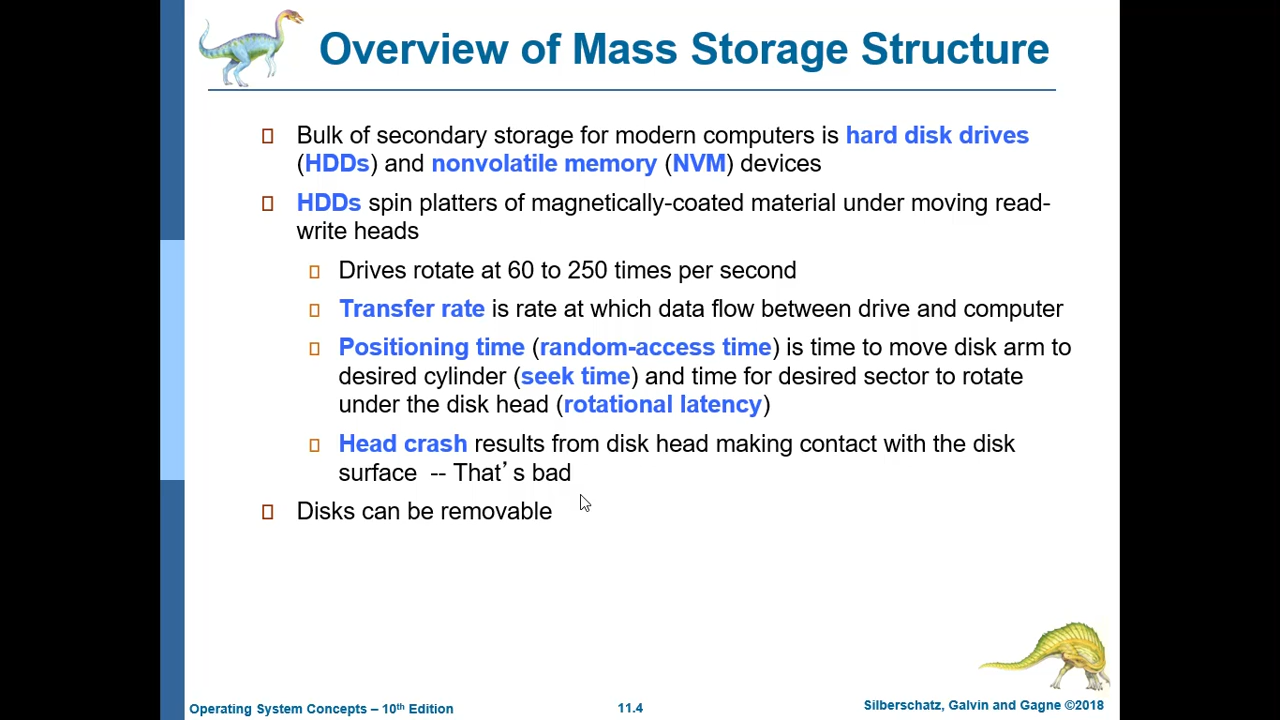 Overview of Mass Storage Structure
Bulk of secondary storage for modern computers is hard disk drives
(HDDs) and nonvolatile memory (NVM) devices
HDDs spin platters of magnetically-coated material under moving read-
write heads
Drives rotate at 60 to 250 times per second
Transfer rate is rate at which data flow between drive and computer
Positioning time (random-access time) is time to move disk arm to
desired cylinder (seek time) and time for desired sector to rotate
under the disk head (rotational latency)
Head crash results from disk head making contact with the disk
surface -- That’s bad
Disks can be removable
Operating System Concepts – 10th Edition
11.4
Silberschatz, Galvin and Gagne ©2018